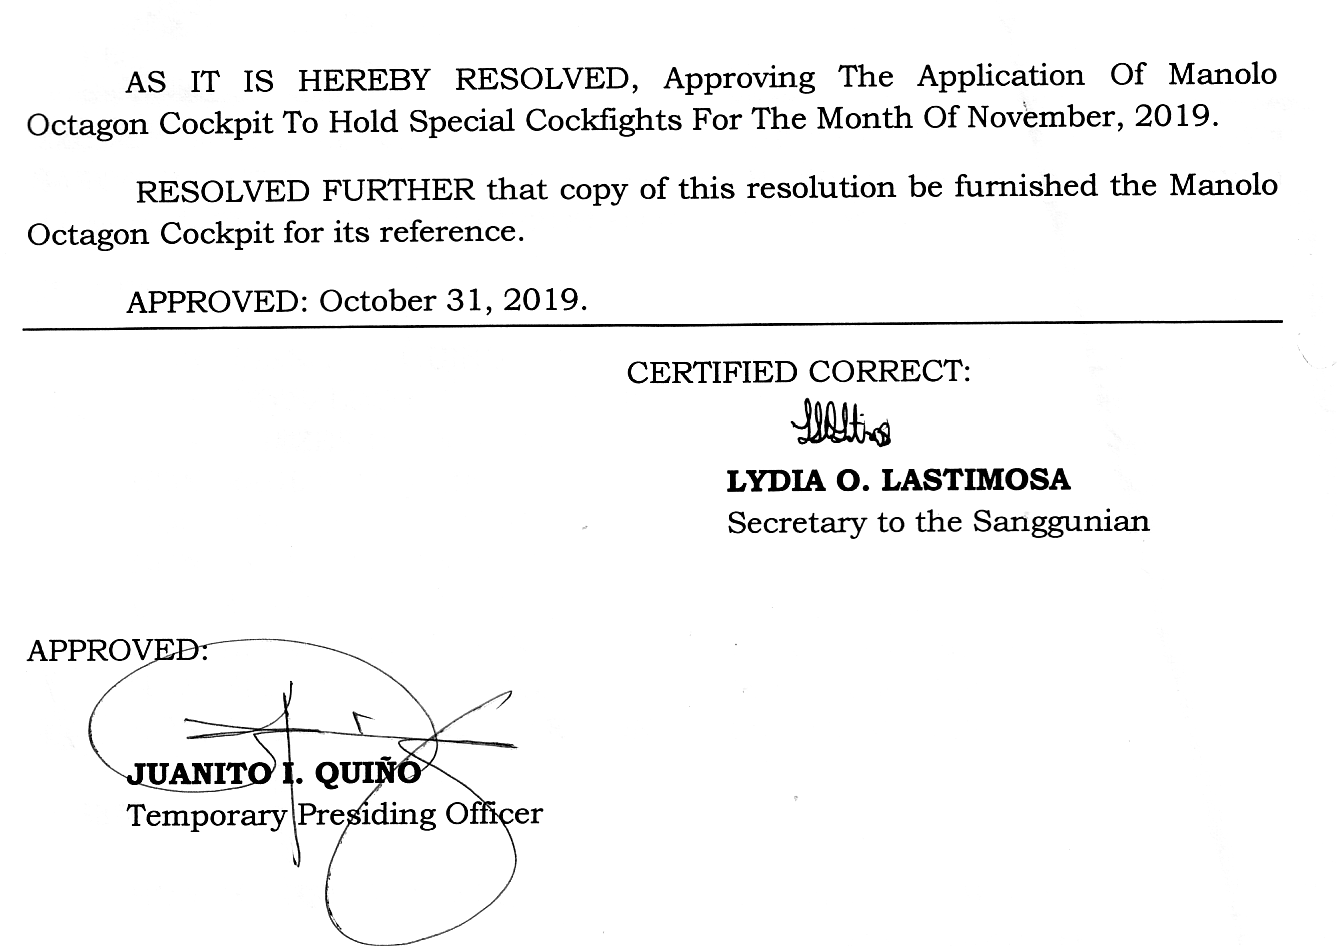 AS IT IS HEREBY RESOLVED, Approving The Application Of Manolo
Octagon Cockpit To Hold Special Cockfights For The Month Of November, 2019.
RESOLVED FURTHER that copy of this resolution be furnished the Manolo
Octagon Cockpit for its reference.
APPROVED: October 31, 2019.
CERTIFIED CORRECT:
LYDIA O. LASTIMOSA
Secretary to the Sanggunian
APPROVED:
JUANITO I. QUIÑO
Temporary Presiding Officer